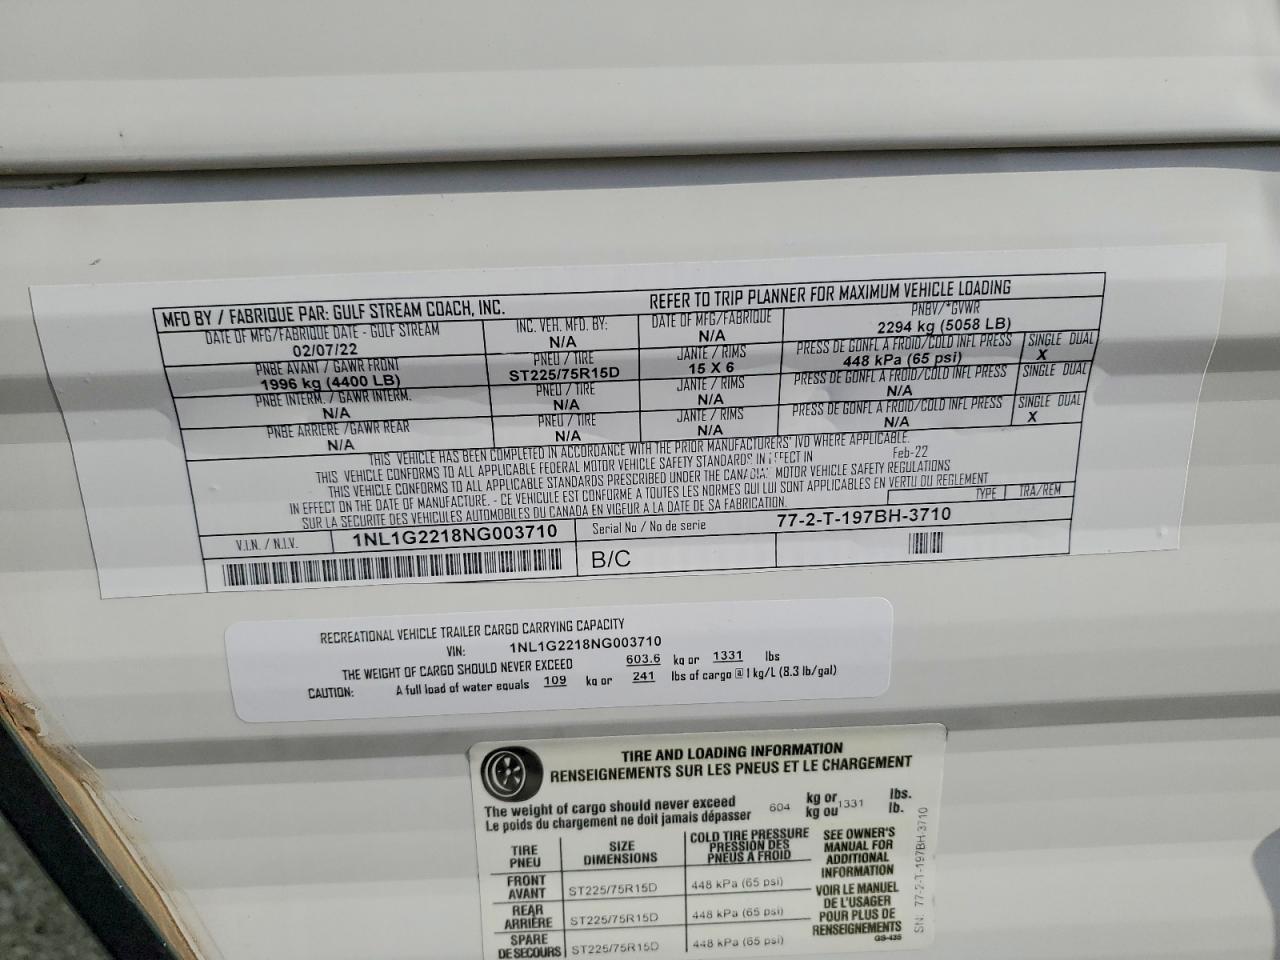 MFD BY / FABRIQUE PAR: GULF STREAM COACH, INC. REFER TO TRIP PLANNER FOR MAXIMUM VEHICLE LOADING
DATE OF MFG/FABRIQUE DATE - GULF STREAM INC. VEH. MFD. BY: DATE OF MFG/FABRIQUE PNBV/*GVWR
02/07/22 N/A N/A 2294 kg (5058 LB)
PNBE AVANT / GAWR FRONT PNEU / TIRE JANTE / RIMS PRESS DE GONFL A FROID/COLD INFL PRESS SINGLE DUAL
1996 kg (4400 LB) ST225/75R15D 15 X 6 448 kPa (65 psi) X
PNBE INTERM. / GAWR INTERM. PNEU / TIRE JANTE / RIMS PRESS DE GONFL A FROID/COLD INFL PRESS SINGLE DUAL
N/A N/A N/A N/A
PNBE ARRIERE /GAWR REAR PNEU / TIRE JANTE / RIMS PRESS DE GONFL A FROID/COLD INFL PRESS SINGLE DUAL
N/A N/A N/A N/A X
THIS VEHICLE HAS BEEN COMPLETED IN ACCORDANCE WITH THE PRIOR MANUFACTURERS' IVD WHERE APPLICABLE.
THIS VEHICLE CONFORMS TO ALL APPLICABLE FEDERAL MOTOR VEHICLE SAFETY STANDARDS IN EFFECT IN Feb-22
THIS VEHICLE CONFORMS TO ALL APPLICABLE STANDARDS PRESCRIBED UNDER THE CANADIAN MOTOR VEHICLE SAFETY REGULATIONS
IN EFFECT ON THE DATE OF MANUFACTURE. - CE VEHICULE EST CONFORME A TOUTES LES NORMES QUI LUI SONT APPLICABLES EN VERTU DU REGLEMENT
SUR LA SECURITE DES VEHICULES AUTOMOBILES DU CANADA EN VIGEUR A LA DATE DE SA FABRICATION. TYPE TRA/REM
V.I.N. / N.I.V. 1NL1G2218NG003710 Serial No / No de serie 77-2-T-197BH-3710
B/C
RECREATIONAL VEHICLE TRAILER CARGO CARRYING CAPACITY
VIN: 1NL1G2218NG003710
THE WEIGHT OF CARGO SHOULD NEVER EXCEED 603.6 kg or 1331 lbs
CAUTION: A full load of water equals 109 kg or 241 lbs of cargo @ 1 kg/L (8.3 lb/gal)
TIRE AND LOADING INFORMATION
RENSEIGNEMENTS SUR LES PNEUS ET LE CHARGEMENT
The weight of cargo should never exceed 604 kg or 1331 lbs.
Le poids du chargement ne doit jamais dépasser kg ou lb.
TIRE SIZE COLD TIRE PRESSURE
PNEU DIMENSIONS PRESSION DES
PNEUS A FROID
FRONT ST225/75R15D 448 kPa (65 psi)
AVANT
REAR ST225/75R15D 448 kPa (65 psi)
ARRIÈRE
SPARE ST225/75R15D 448 kPa (65 psi)
DE SECOURS
SEE OWNER'S
MANUAL FOR
ADDITIONAL
INFORMATION
VOIR LE MANUEL
DE L'USAGER
POUR PLUS DE
RENSEIGNEMENTS
GS-435
SN: 77-2-T-197BH-3710